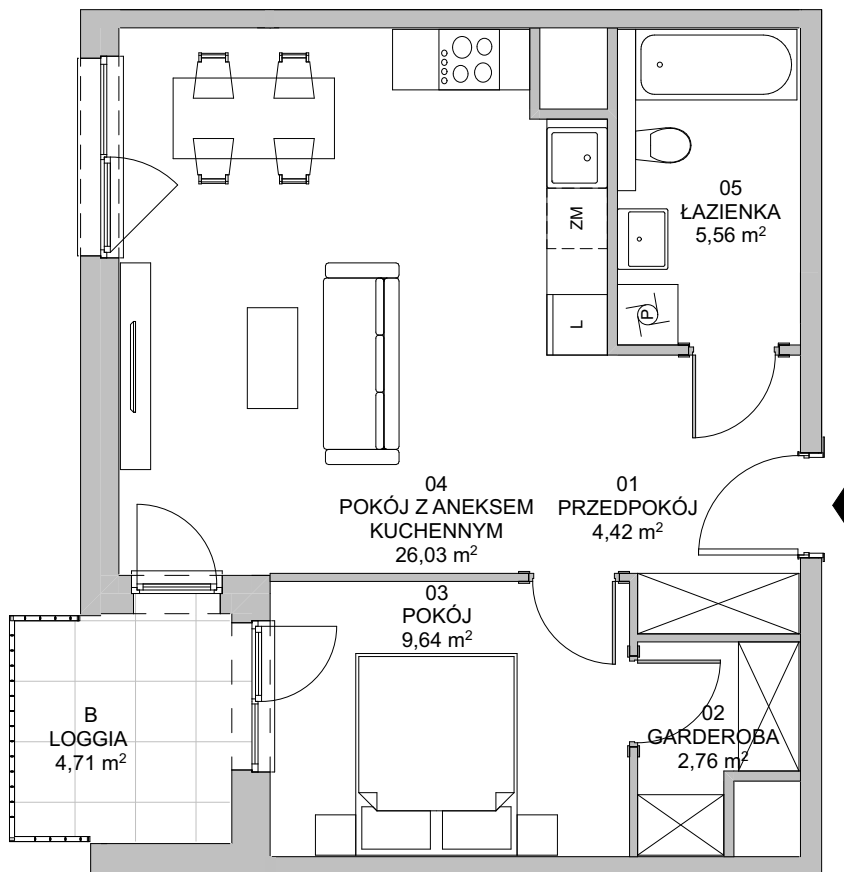 05
ŁAZIENKA
5,56 m²
ZM
P
L
04
POKÓJ Z ANEKSEM
KUCHENNYM
26,03 m²
01
PRZEDPOKÓJ
4,42 m²
03
POKÓJ
9,64 m²
02
GARDEROBA
2,76 m²
B
LOGGIA
4,71 m²